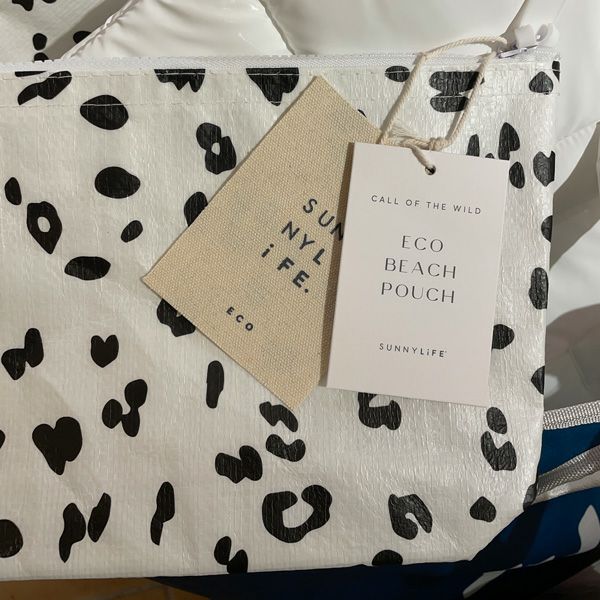 SUN
NYL
iFE.
ECO
CALL OF THE WILD
ECO
BEACH
POUCH
SUNNYLiFE